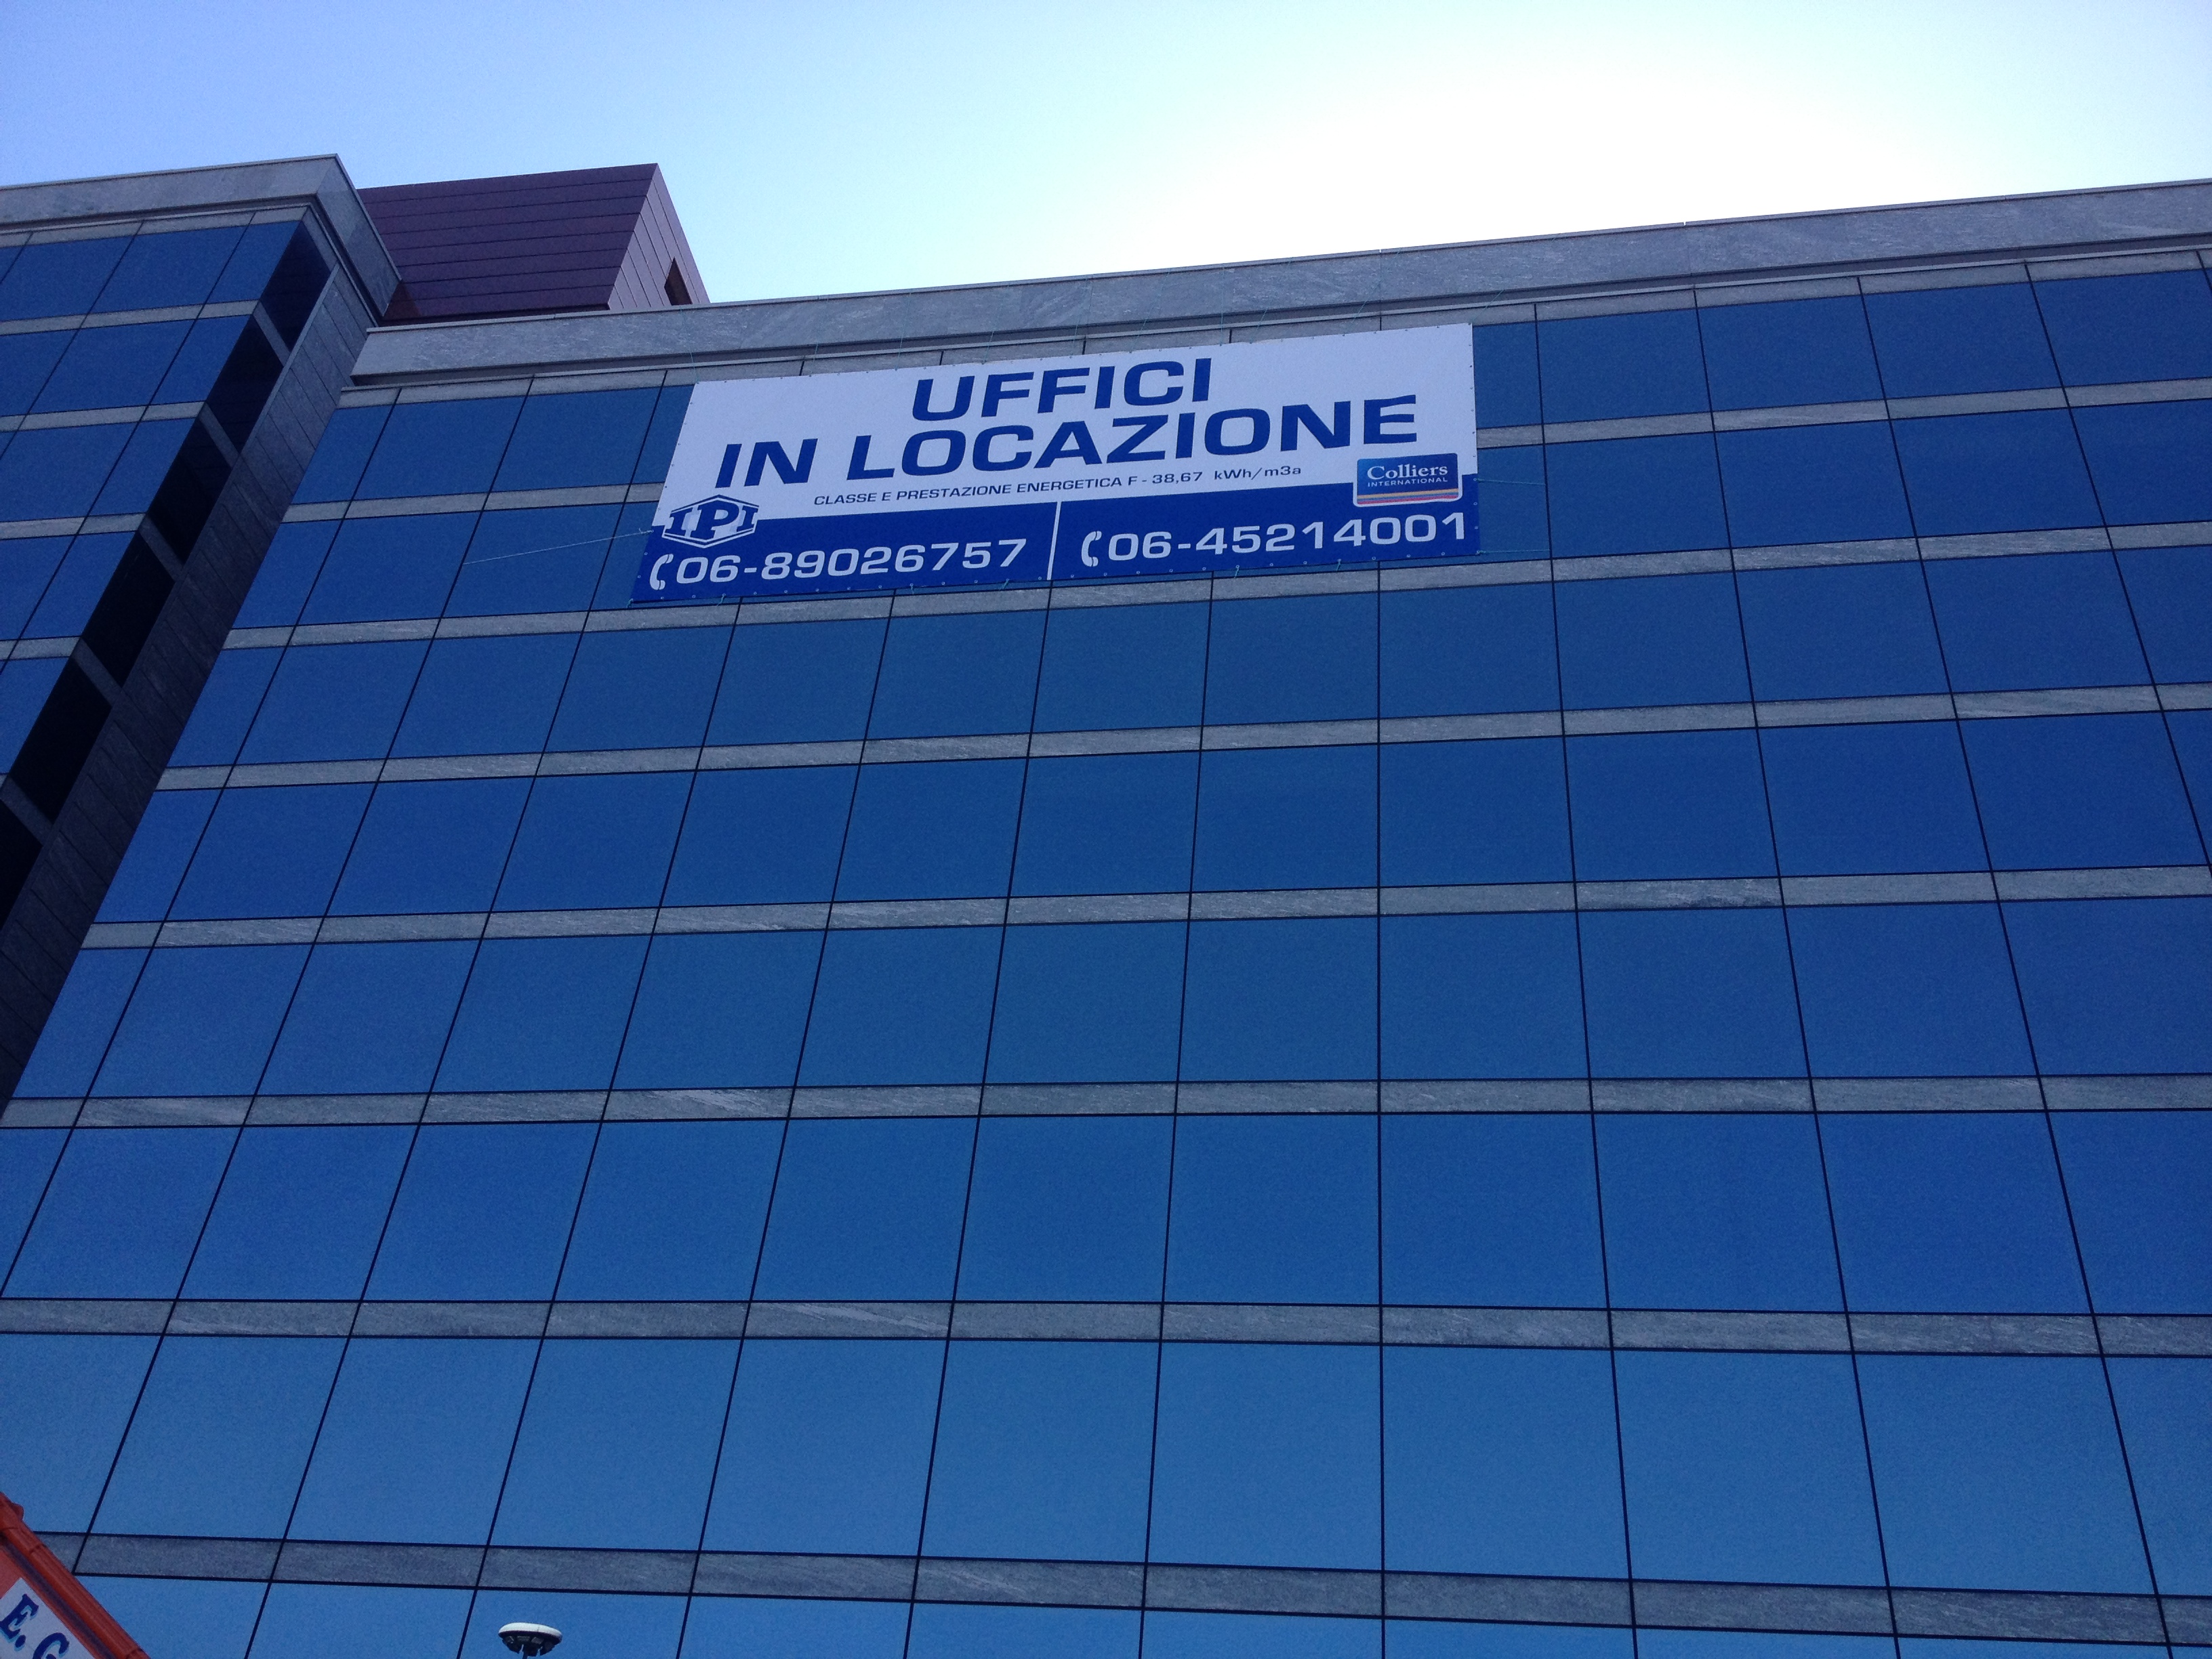 UFFICI
IN LOCAZIONE
CLASSE E PRESTAZIONE ENERGETICA F - 38,67 kWh/m3a
IPI
Colliers
INTERNATIONAL
06-89026757
06-45214001
E. G